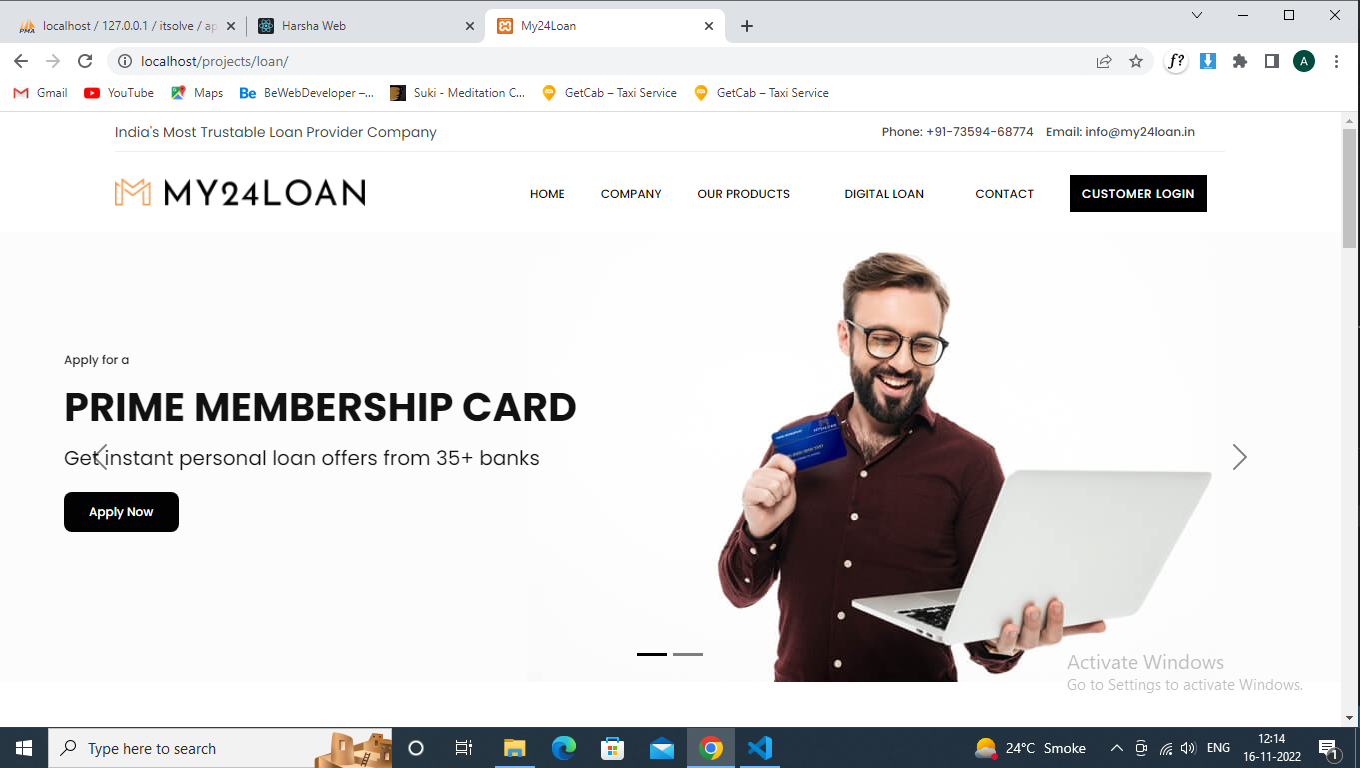 localhost / 127.0.0.1 / itsolve / ap
Harsha Web
My24Loan
localhost/projects/loan/
f?
A
Gmail
YouTube
Maps
Be BeWebDeveloper –...
Suki - Meditation C...
GetCab – Taxi Service
GetCab – Taxi Service
India's Most Trustable Loan Provider Company
Phone: +91-73594-68774 Email: info@my24loan.in
MY24LOAN
HOME COMPANY OUR PRODUCTS DIGITAL LOAN CONTACT CUSTOMER LOGIN
Apply for a
PRIME MEMBERSHIP CARD
Get instant personal loan offers from 35+ banks
Apply Now
Activate Windows
Go to Settings to activate Windows.
Type here to search
24°C Smoke
ENG
12:14
16-11-2022
1